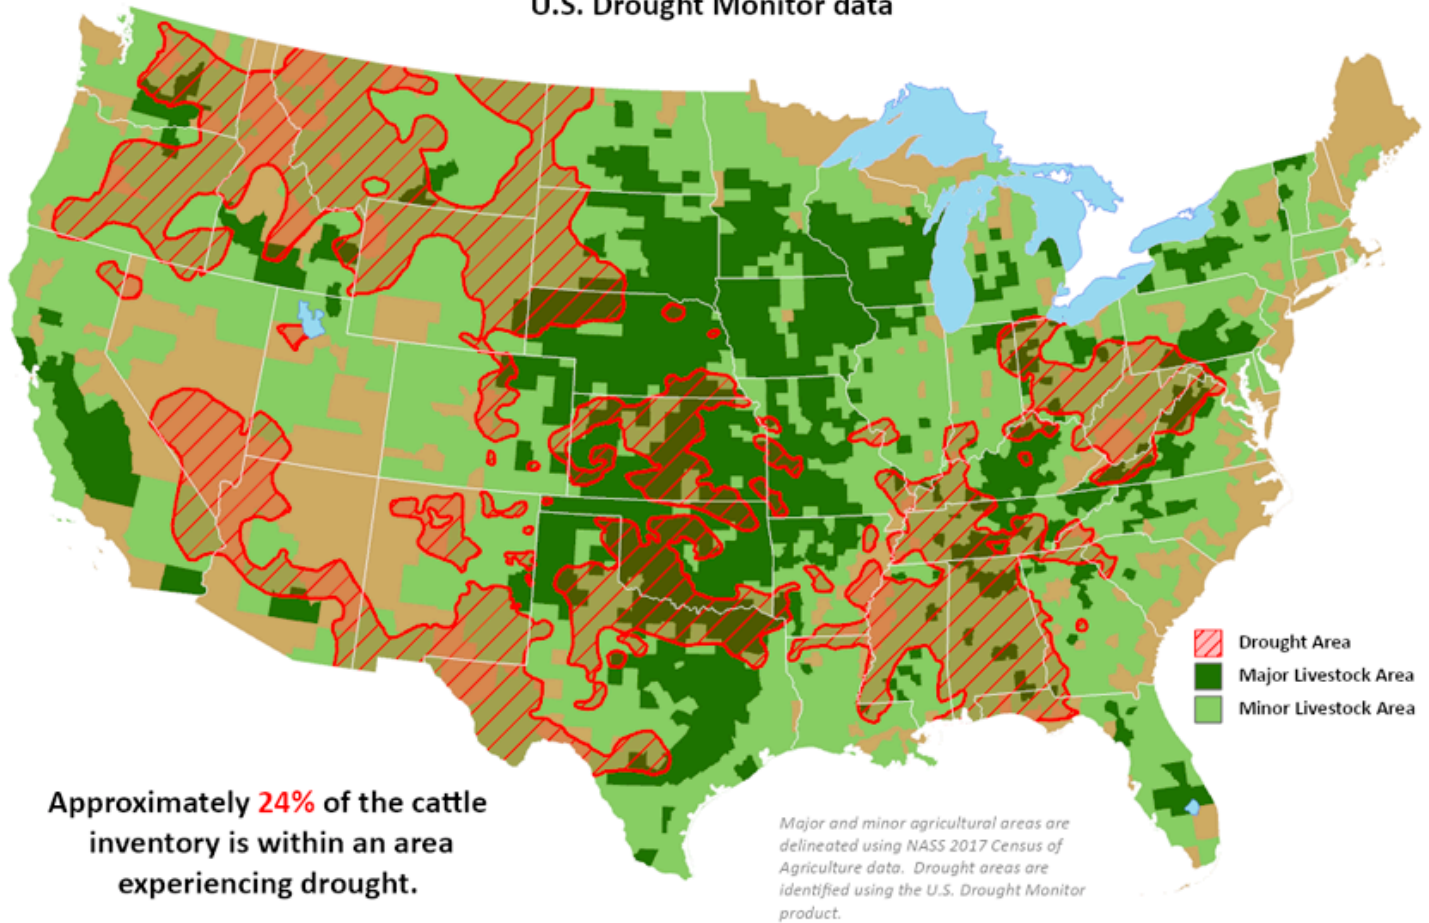 U.S. Drought Monitor data
Drought Area
Major Livestock Area
Minor Livestock Area
Approximately 24% of the cattle
inventory is within an area
experiencing drought.
Major and minor agricultural areas are
delineated using NASS 2017 Census of
Agriculture data. Drought areas are
identified using the U.S. Drought Monitor
product.